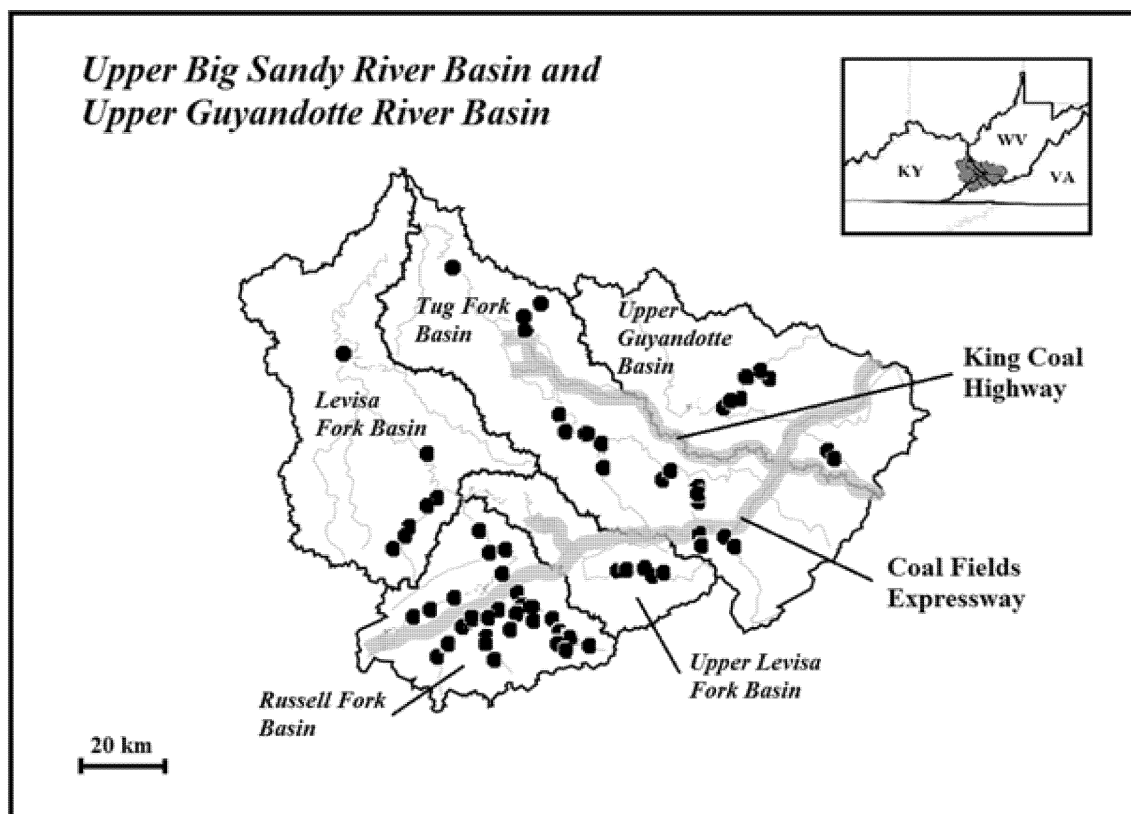 Upper Big Sandy River Basin and
Upper Guyandotte River Basin
WV
KY
VA
Tug Fork
Basin
Upper
Guyandotte
Basin
King Coal
Highway
Levisa
Fork Basin
Coal Fields
Expressway
Upper Levisa
Fork Basin
Russell Fork
Basin
20 km